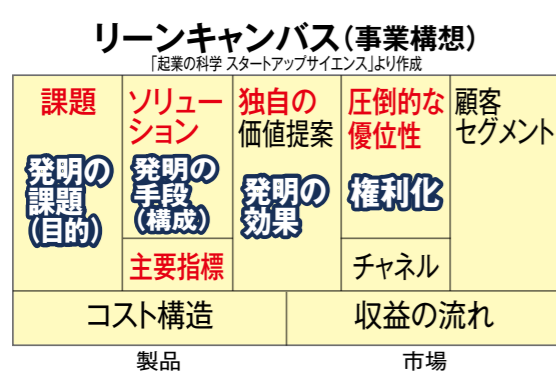 リーンキャンバス(事業構想)
「起業の科学 スタートアップサイエンス」より作成
課題
発明の
課題
(目的)
ソリュー
ション
発明の
手段
(構成)
主要指標
独自の
価値提案
発明の
効果
圧倒的な
優位性
権利化
チャネル
顧客
セグメント
コスト構造
収益の流れ
製品
市場